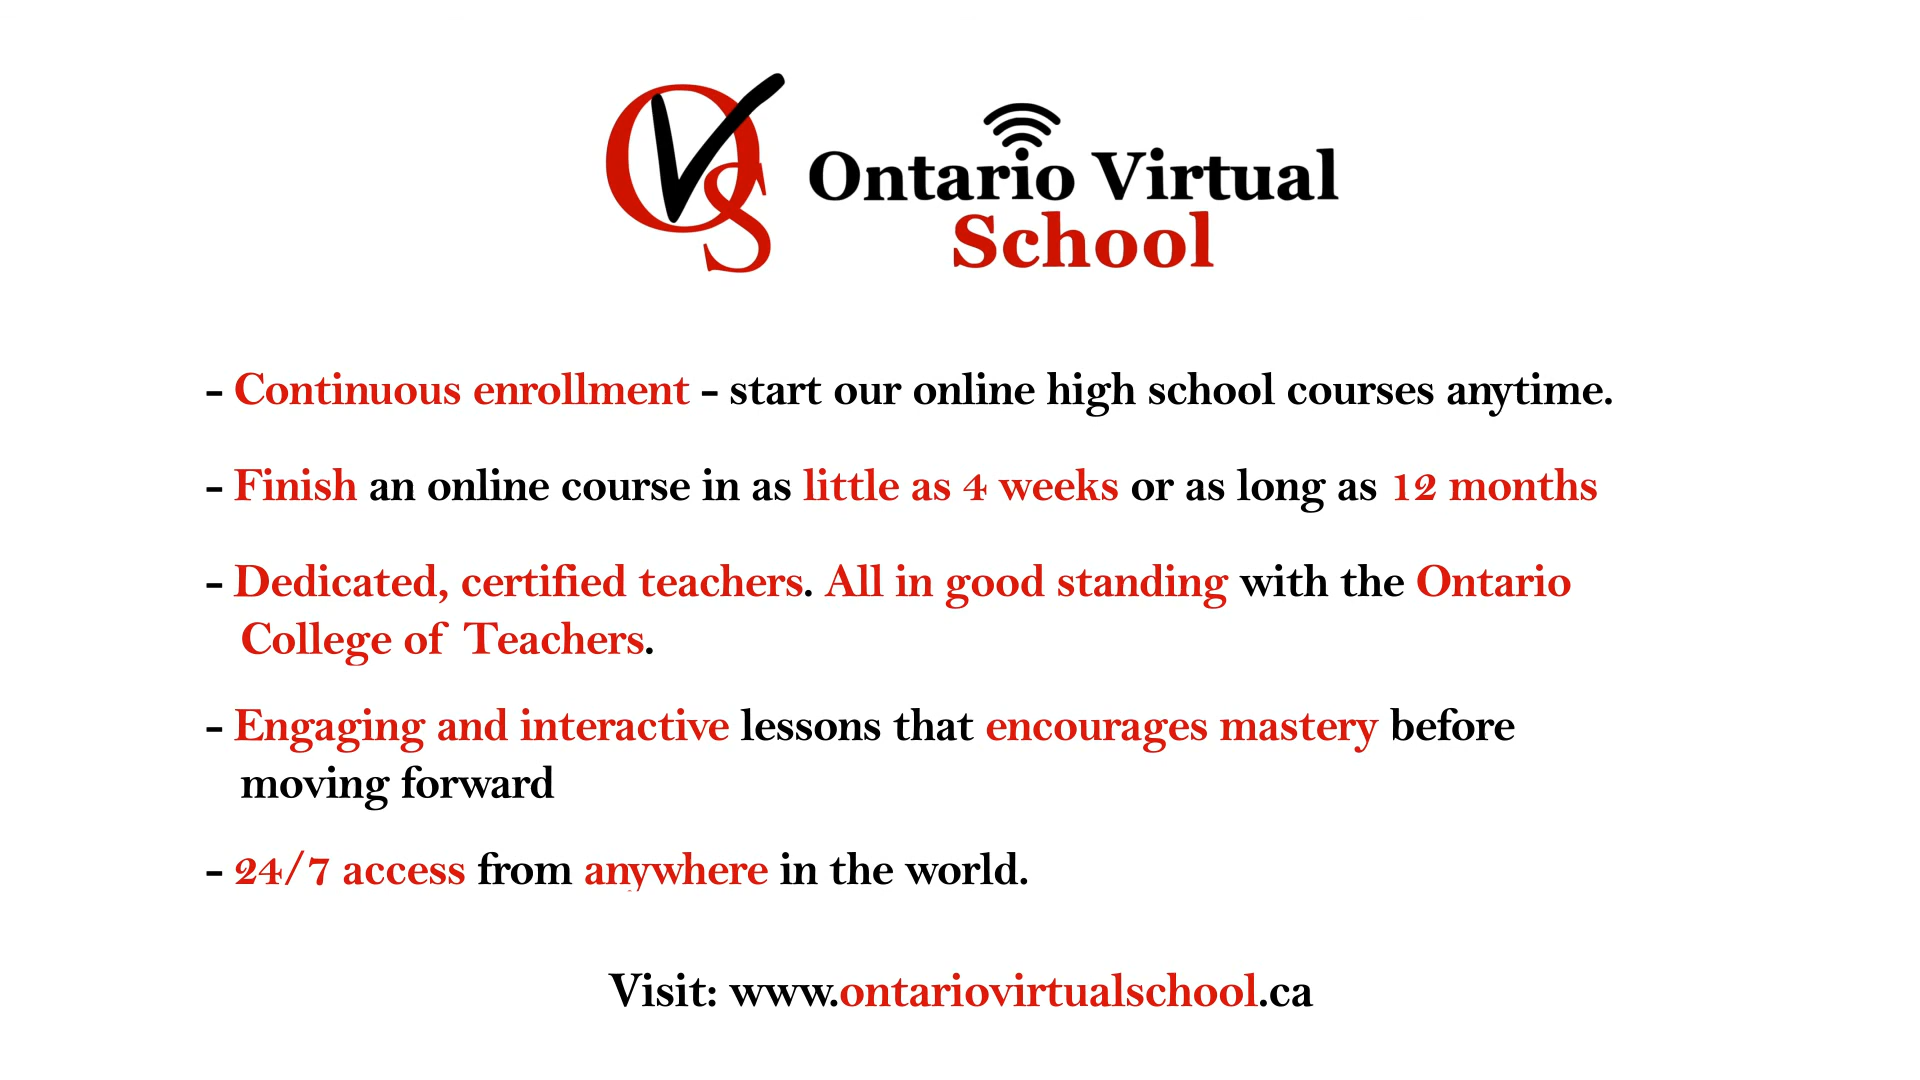 OVS
Ontario Virtual
School
- Continuous enrollment - start our online high school courses anytime.
- Finish an online course in as little as 4 weeks or as long as 12 months
- Dedicated, certified teachers. All in good standing with the Ontario
College of Teachers.
- Engaging and interactive lessons that encourages mastery before
moving forward
- 24/7 access from anywhere in the world.
Visit: www.ontariovirtualschool.ca